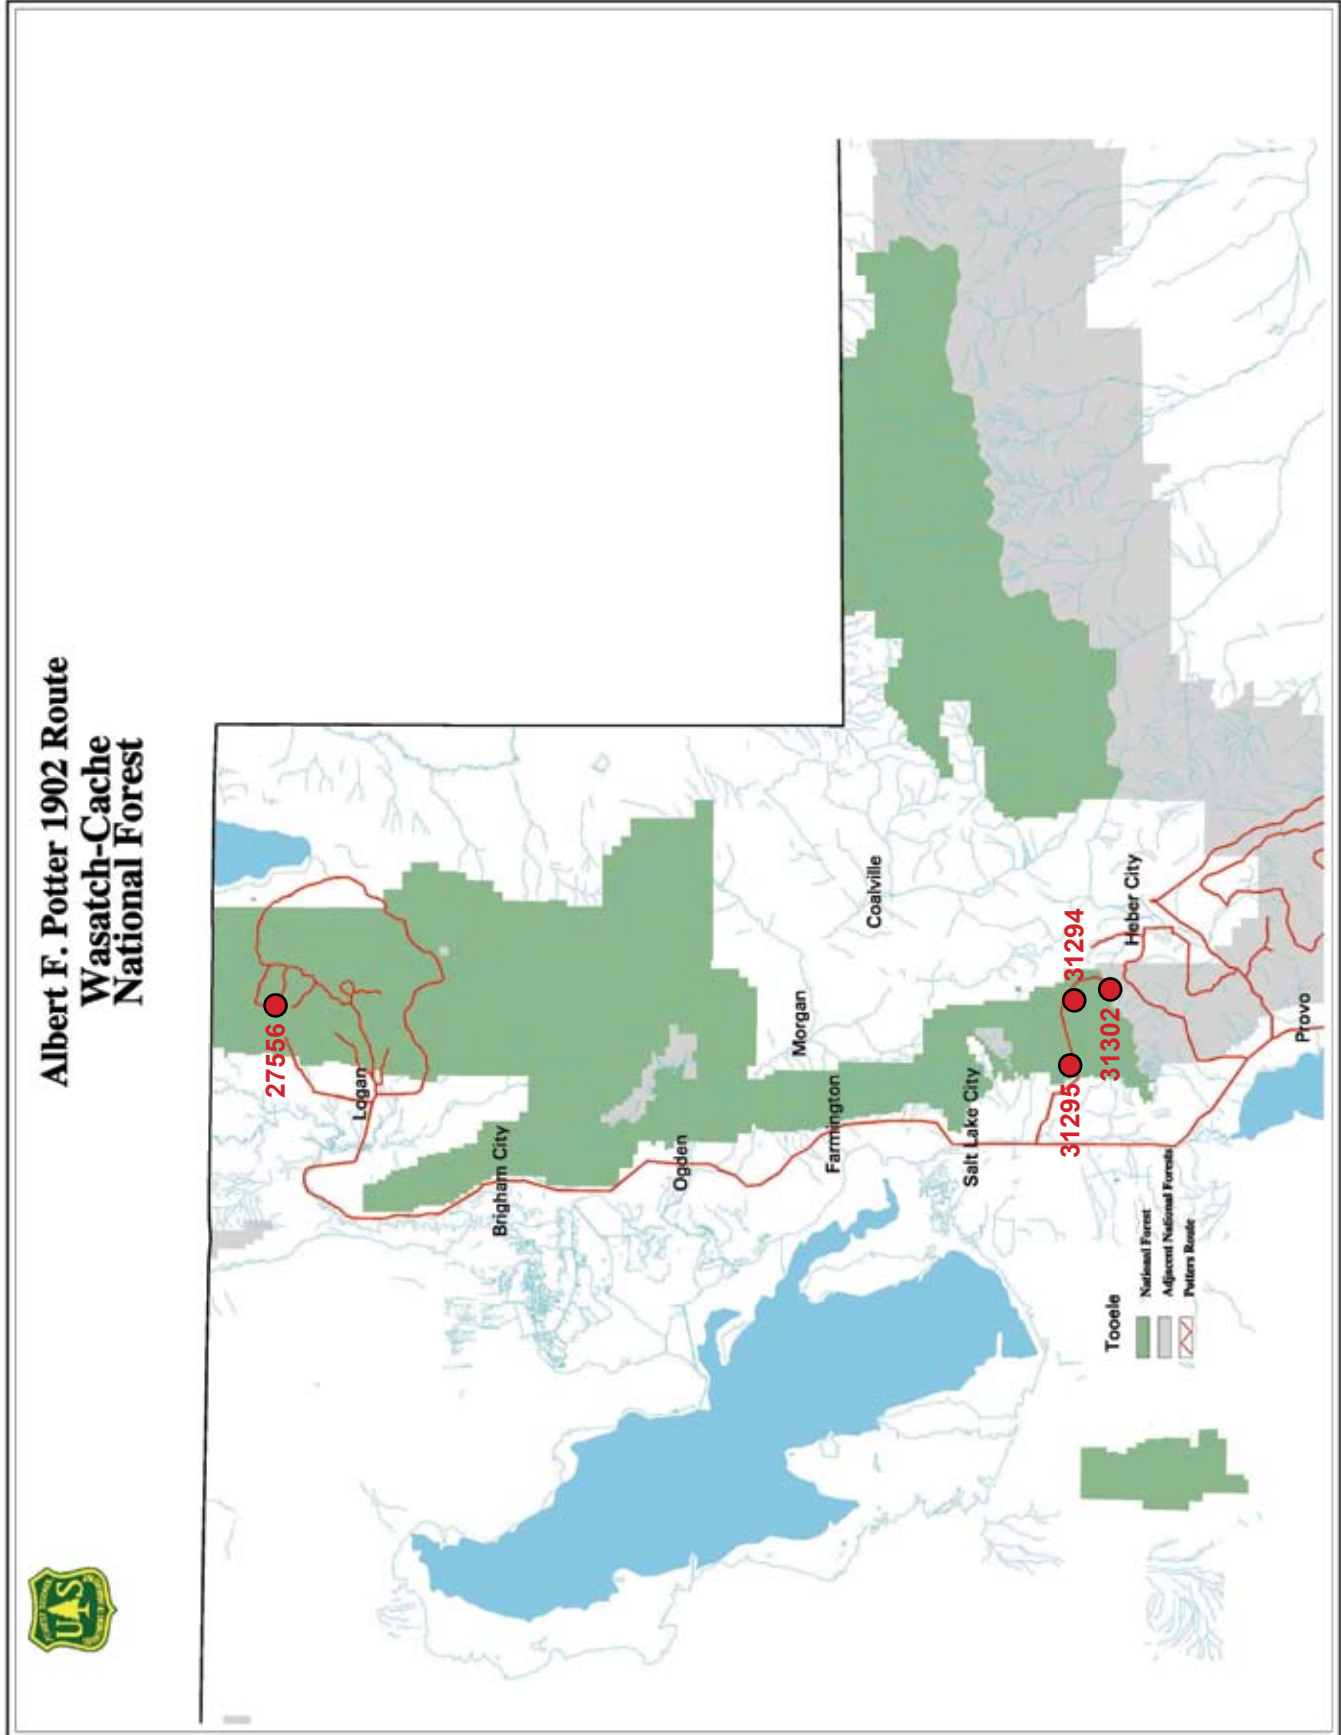 Albert F. Potter 1902 Route
Wasatch-Cache
National Forest
UAS
27556
Logan
Brigham City
Ogden
Morgan
Coalville
Farmington
Salt Lake City
31295
31294
31302
Heber City
Provo
Tooele
National Forest
Adjacent National Forests
Potters Route